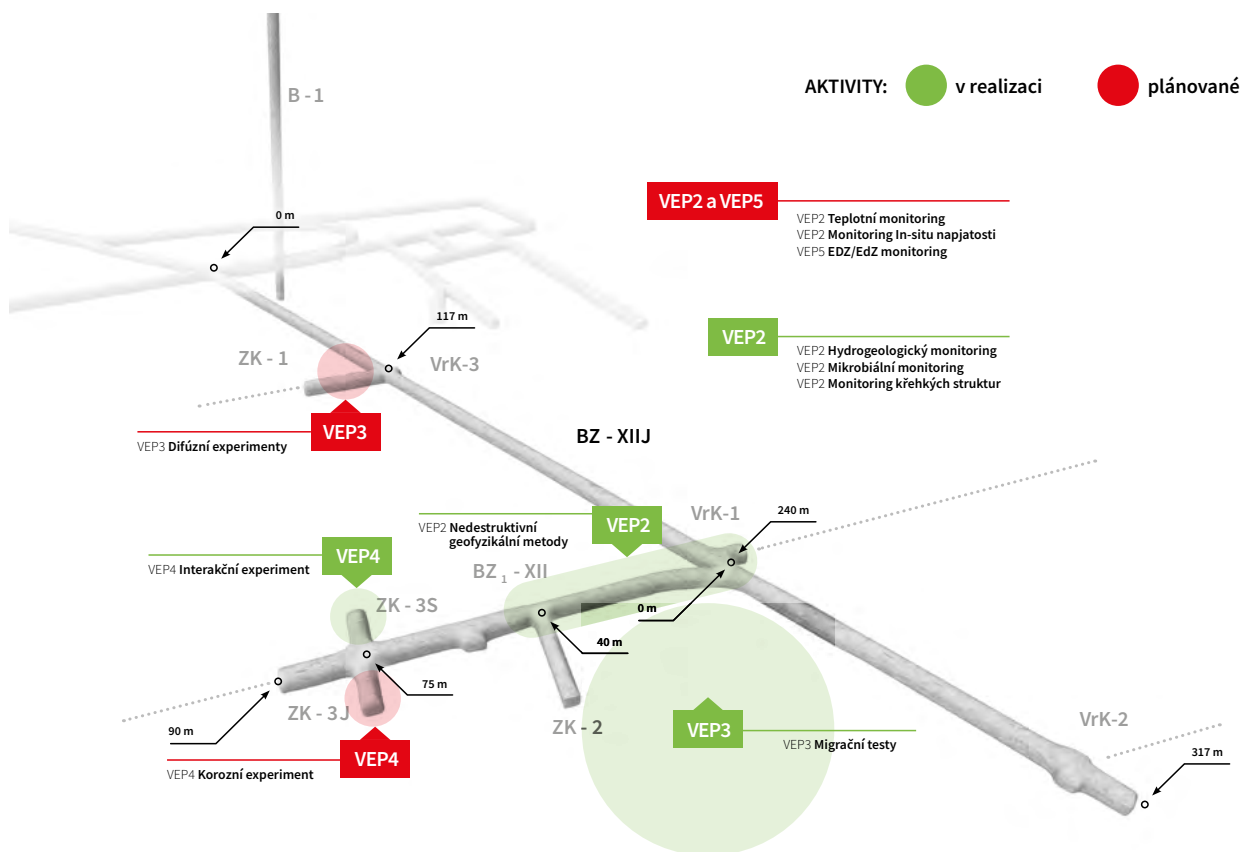 B - 1
AKTIVITY:
v realizaci
plánované
VEP2 a VEP5
VEP2 Teplotní monitoring
VEP2 Monitoring In-situ napjatosti
VEP5 EDZ/EdZ monitoring
0 m
117 m
VEP2
VEP2 Hydrogeologický monitoring
VEP2 Mikrobiální monitoring
VEP2 Monitoring křehkých struktur
ZK - 1
VrK-3
VEP3
VEP3 Difúzní experimenty
BZ - XIIJ
VEP2
VEP2 Nedestruktivní
geofyzikální metody
VrK-1
240 m
VEP4
VEP4 Interakční experiment
BZ1 - XII
ZK - 3S
0 m
40 m
75 m
ZK - 3J
90 m
ZK - 2
VEP3
VEP3 Migrační testy
VrK-2
317 m
VEP4
VEP4 Korozní experiment